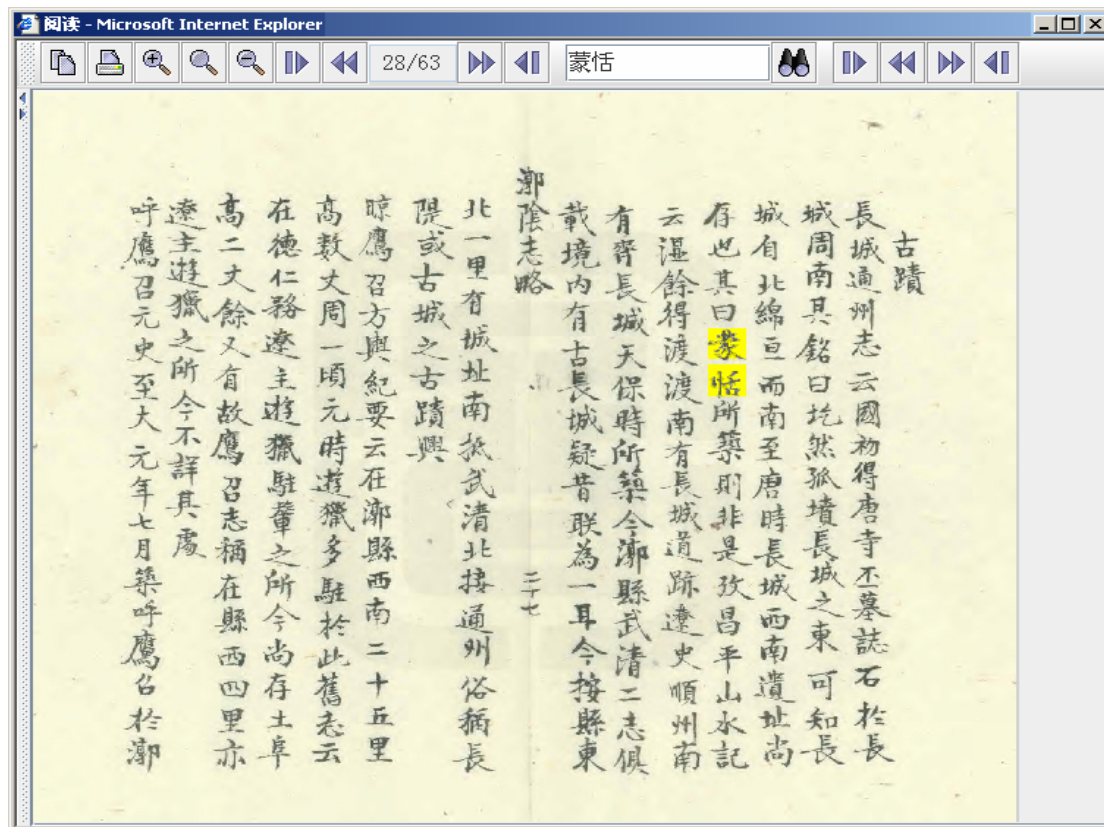 阅读 - Microsoft Internet Explorer
28/63
蒙恬
古蹟
長城通州志云國初得唐寺丕墓誌石於長
城周南其銘曰圪然孤墳長城之東可知長
城自北綿亘而南至唐時長城西南遺址尚
存也其曰蒙恬所築則非是攷昌平山水記
云溫餘得渡渡南有長城道跡遼史順州南
有齊長城天保時所築今漷縣武清二志俱
載境内有古長城疑昔联為一耳今按縣東
漷陰志略
二十七
北一里有城址南抵武清北接通州俗稱長
隄或古城之古蹟與
晾鷹召方輿紀要云在漷縣西南二十五里
高數丈周一頃元時遊獵多駐於此舊志云
在德仁務遼主遊獵駐輦之所今尚存土阜
高二丈餘又有故鷹召志稱在縣西四里亦
遼主遊獵之所今不詳其處
呼鷹召元史至大元年七月築呼鷹召於漷